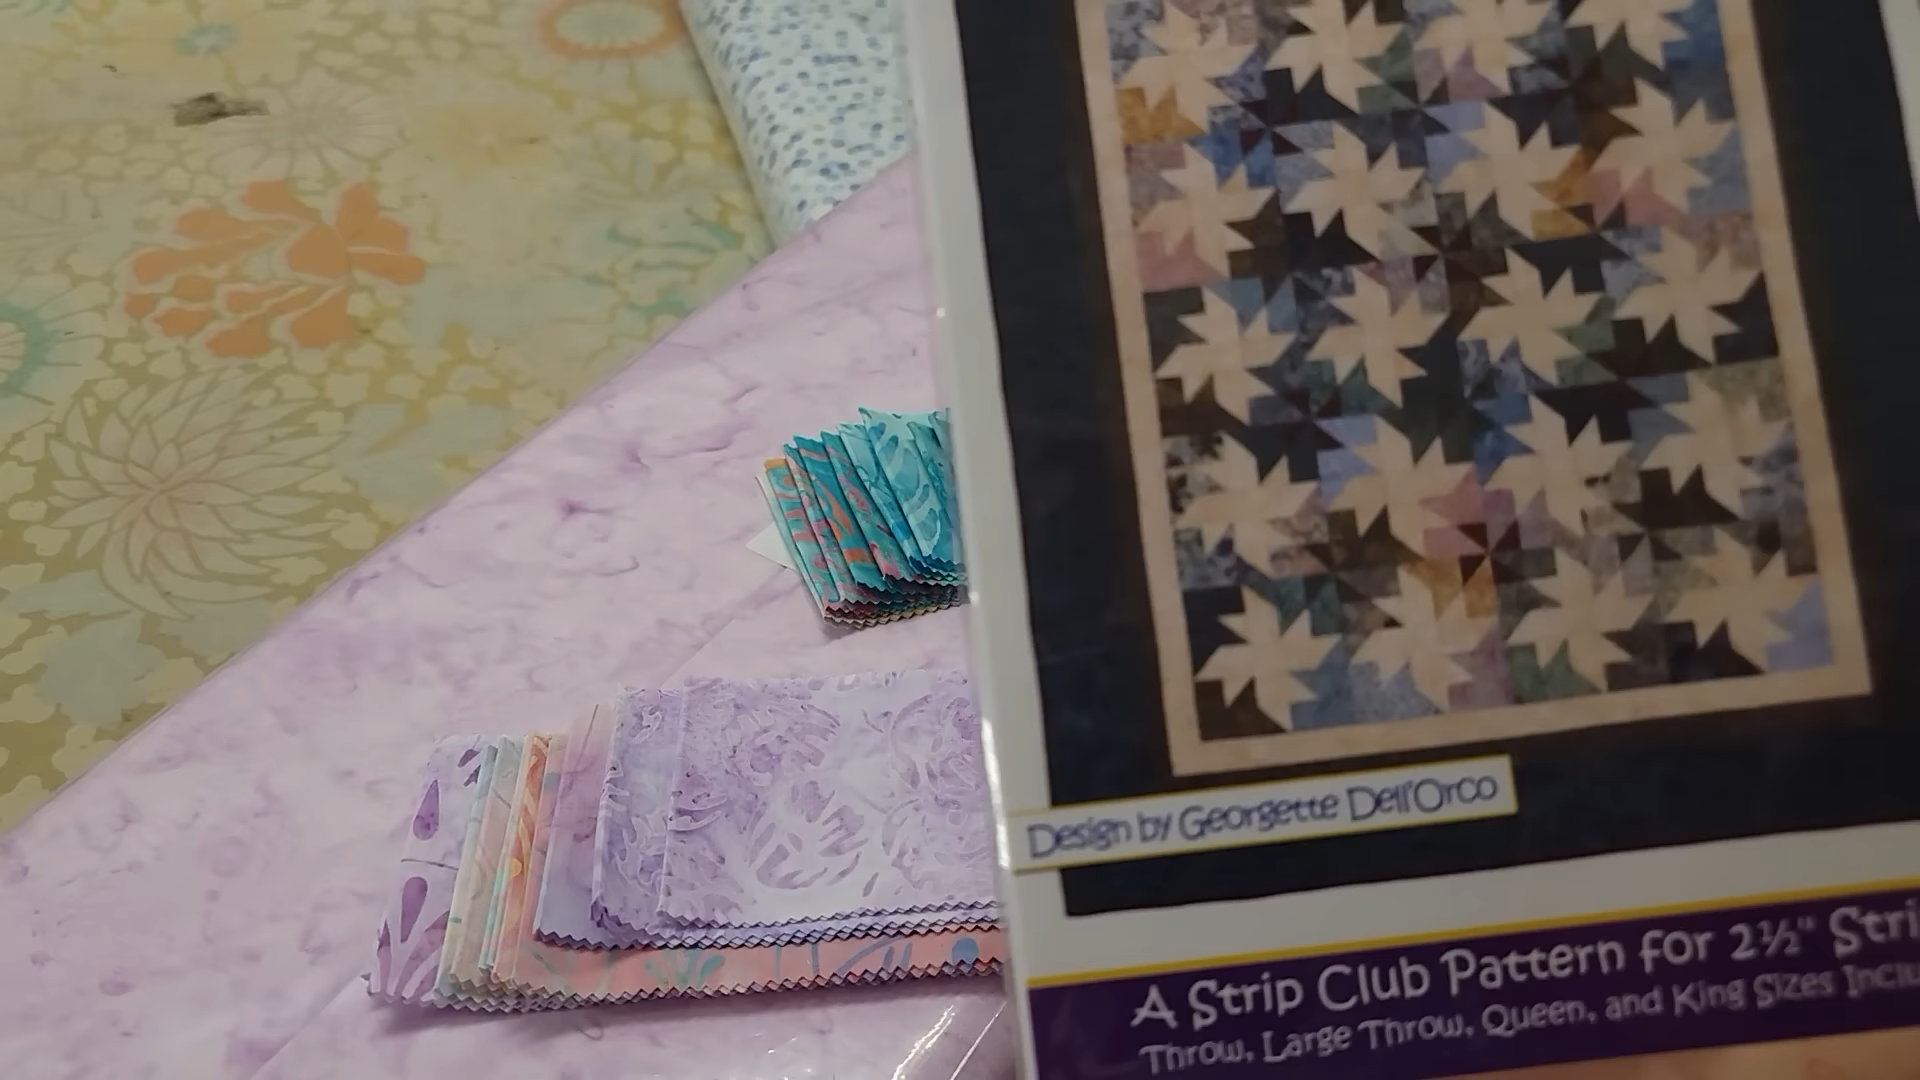 Design by Georgette Dell'Orco
A Strip Club Pattern for 2½" Stri
Throw, Large Throw, Queen, and King Sizes Inclu